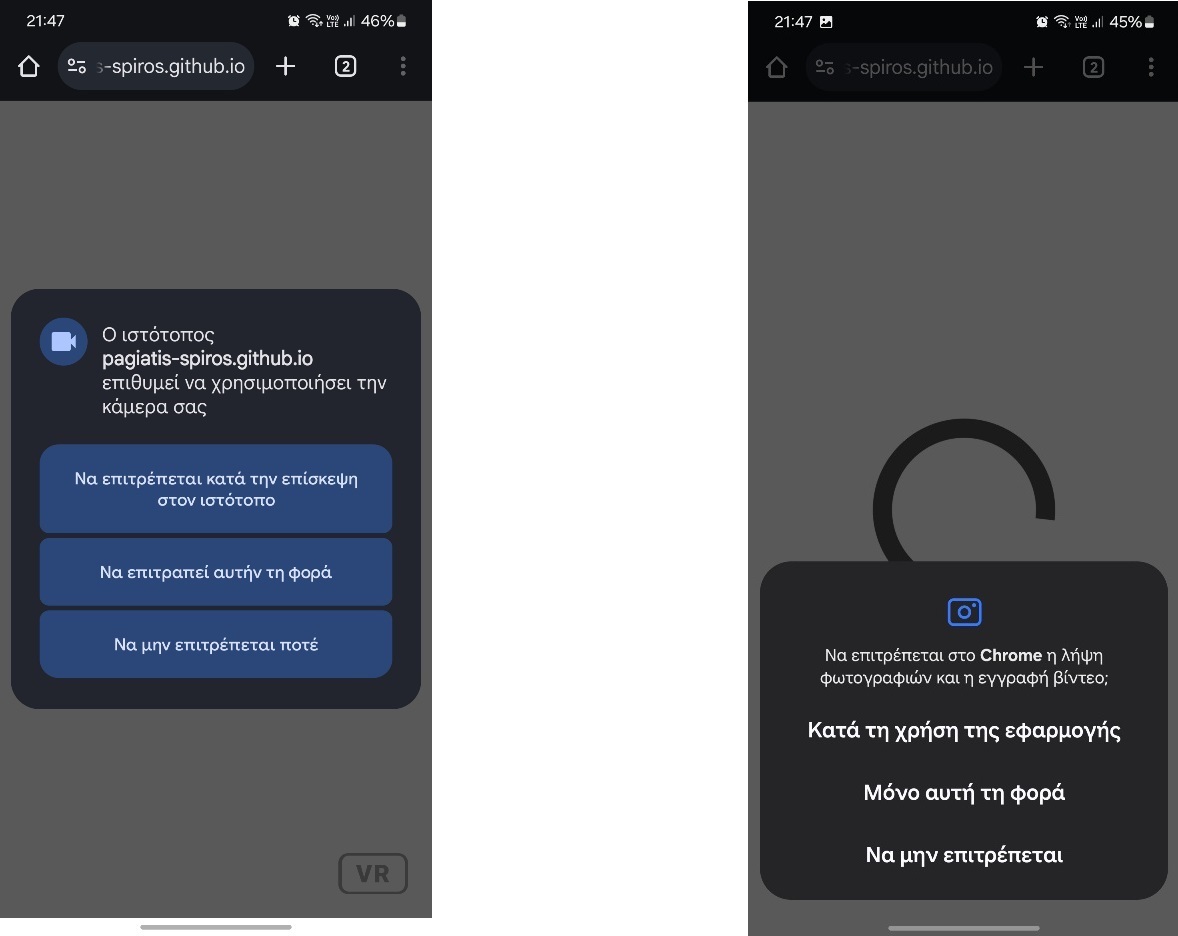 21:47
VoLTE
46%
s-spiros.github.io
2
Ο ιστότοπος
pagiatis-spiros.github.io
επιθυμεί να χρησιμοποιήσει την
κάμερα σας
Να επιτρέπεται κατά την επίσκεψη
στον ιστότοπο
Να επιτραπεί αυτήν τη φορά
Να μην επιτρέπεται ποτέ
VR
21:47
VoLTE
45%
s-spiros.github.io
2
Να επιτρέπεται στο Chrome η λήψη
φωτογραφιών και η εγγραφή βίντεο;
Κατά τη χρήση της εφαρμογής
Μόνο αυτή τη φορά
Να μην επιτρέπεται